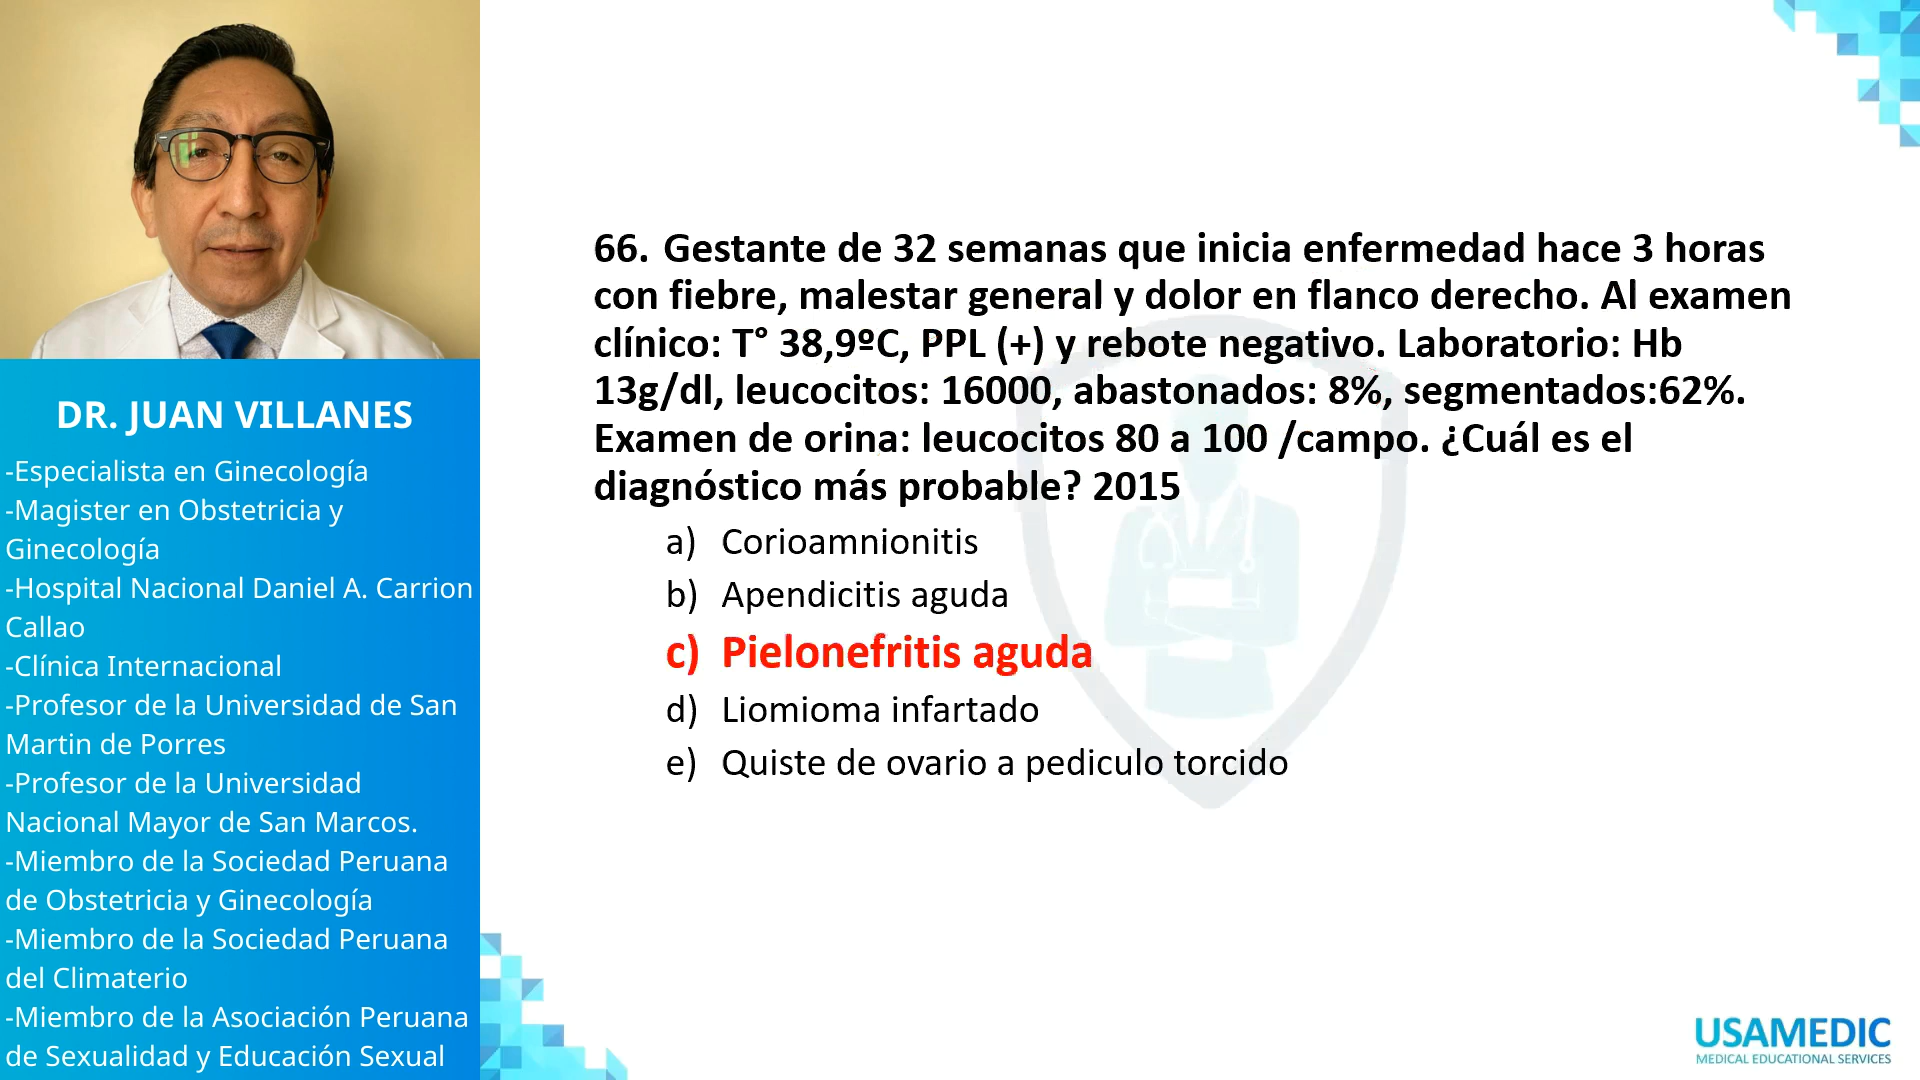 DR. JUAN VILLANES
-Especialista en Ginecología
-Magister en Obstetricia y
Ginecología
-Hospital Nacional Daniel A. Carrion
Callao
-Clínica Internacional
-Profesor de la Universidad de San
Martin de Porres
-Profesor de la Universidad
Nacional Mayor de San Marcos.
-Miembro de la Sociedad Peruana
de Obstetricia y Ginecología
-Miembro de la Sociedad Peruana
del Climaterio
-Miembro de la Asociación Peruana
de Sexualidad y Educación Sexual
66. Gestante de 32 semanas que inicia enfermedad hace 3 horas
con fiebre, malestar general y dolor en flanco derecho. Al examen
clínico: T° 38,9ºC, PPL (+) y rebote negativo. Laboratorio: Hb
13g/dl, leucocitos: 16000, abastonados: 8%, segmentados:62%.
Examen de orina: leucocitos 80 a 100 /campo. ¿Cuál es el
diagnóstico más probable? 2015
a) Corioamnionitis
b) Apendicitis aguda
c) Pielonefritis aguda
d) Liomioma infartado
e) Quiste de ovario a pediculo torcido
USAMEDIC
MEDICAL EDUCATIONAL SERVICES